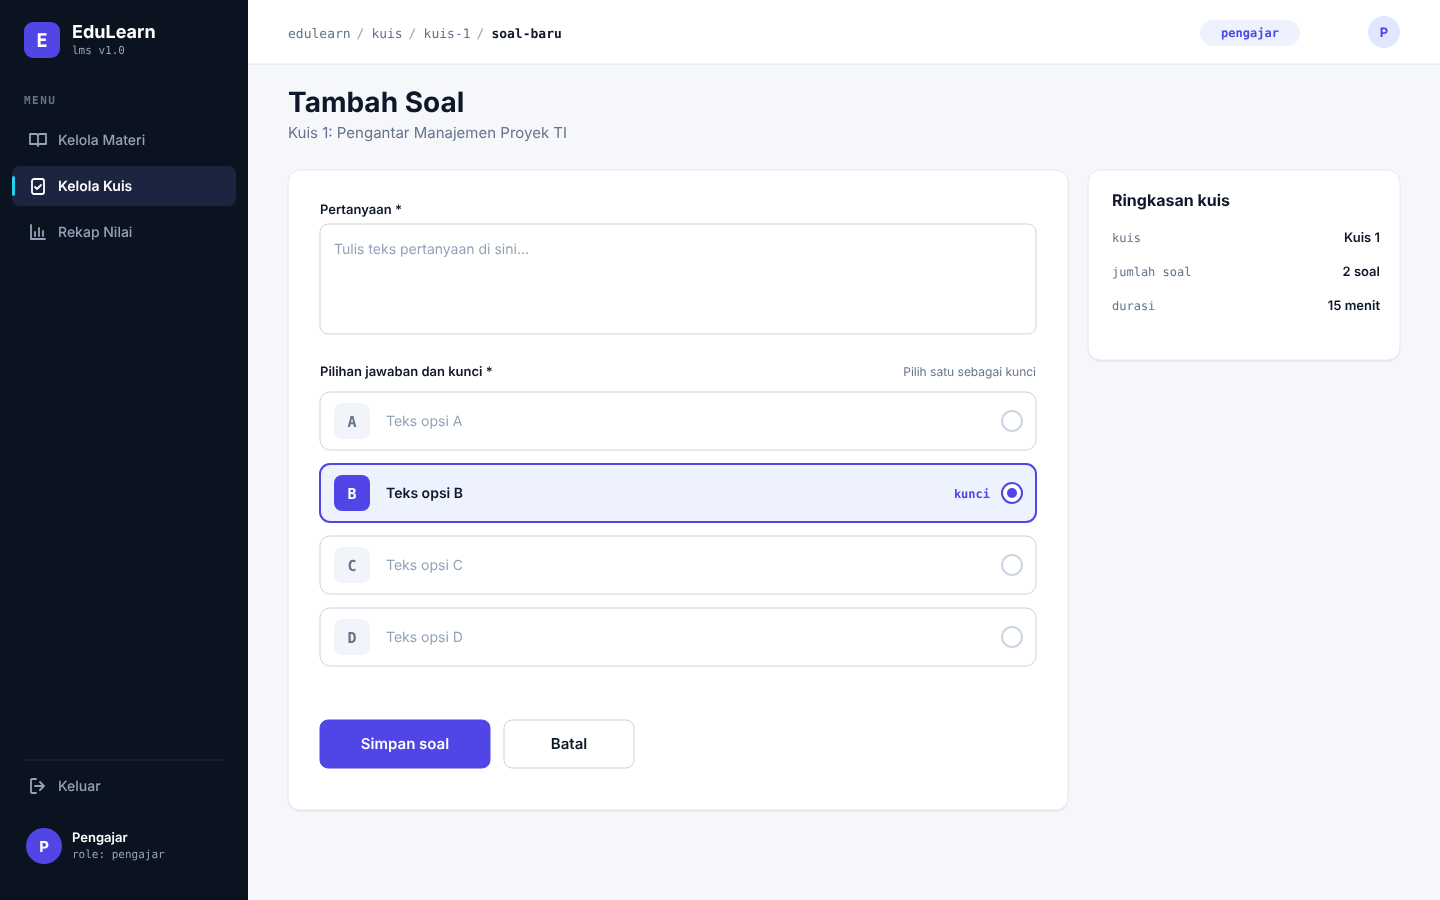 E
EduLearn
lms v1.0
MENU
Kelola Materi
Kelola Kuis
Rekap Nilai
Keluar
P
Pengajar
role: pengajar
edulearn / kuis / kuis-1 / soal-baru
pengajar
P
Tambah Soal
Kuis 1: Pengantar Manajemen Proyek TI
Pertanyaan *
Tulis teks pertanyaan di sini...
Pilihan jawaban dan kunci *
Pilih satu sebagai kunci
A Teks opsi A
B Teks opsi B kunci
C Teks opsi C
D Teks opsi D
Simpan soal
Batal
Ringkasan kuis
kuis Kuis 1
jumlah soal 2 soal
durasi 15 menit